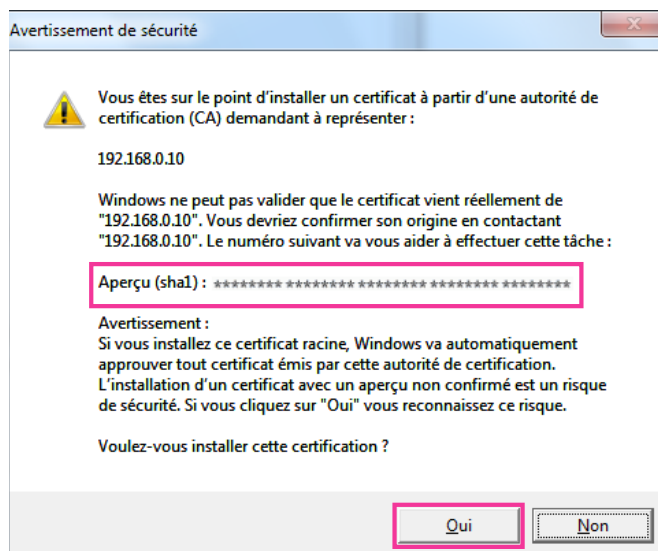 Avertissement de sécurité
Vous êtes sur le point d'installer un certificat à partir d'une autorité de
certification (CA) demandant à représenter :
192.168.0.10
Windows ne peut pas valider que le certificat vient réellement de
"192.168.0.10". Vous devriez confirmer son origine en contactant
"192.168.0.10". Le numéro suivant va vous aider à effectuer cette tâche :
Aperçu (sha1) : ******** ******** ******** ******** ********
Avertissement :
Si vous installez ce certificat racine, Windows va automatiquement
approuver tout certificat émis par cette autorité de certification.
L'installation d'un certificat avec un aperçu non confirmé est un risque
de sécurité. Si vous cliquez sur "Oui" vous reconnaissez ce risque.
Voulez-vous installer cette certification ?
Oui Non